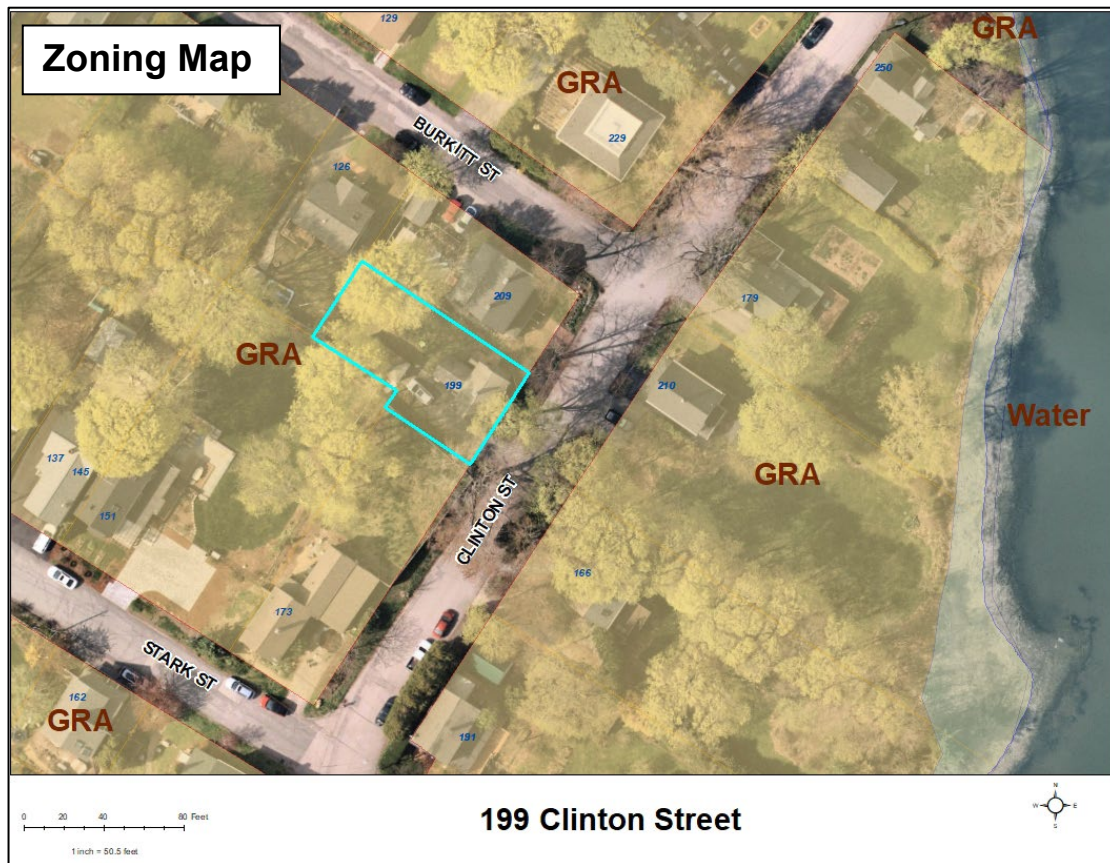 Zoning Map
129
GRA
250
GRA
229
BURKITT ST
126
209
179
GRA
199
210
Water
137
145
GRA
151
CLINTON ST
166
173
STARK ST
162
GRA
191
N
W E
S
0 20 40 80 Feet
1 inch = 50.5 feet
199 Clinton Street